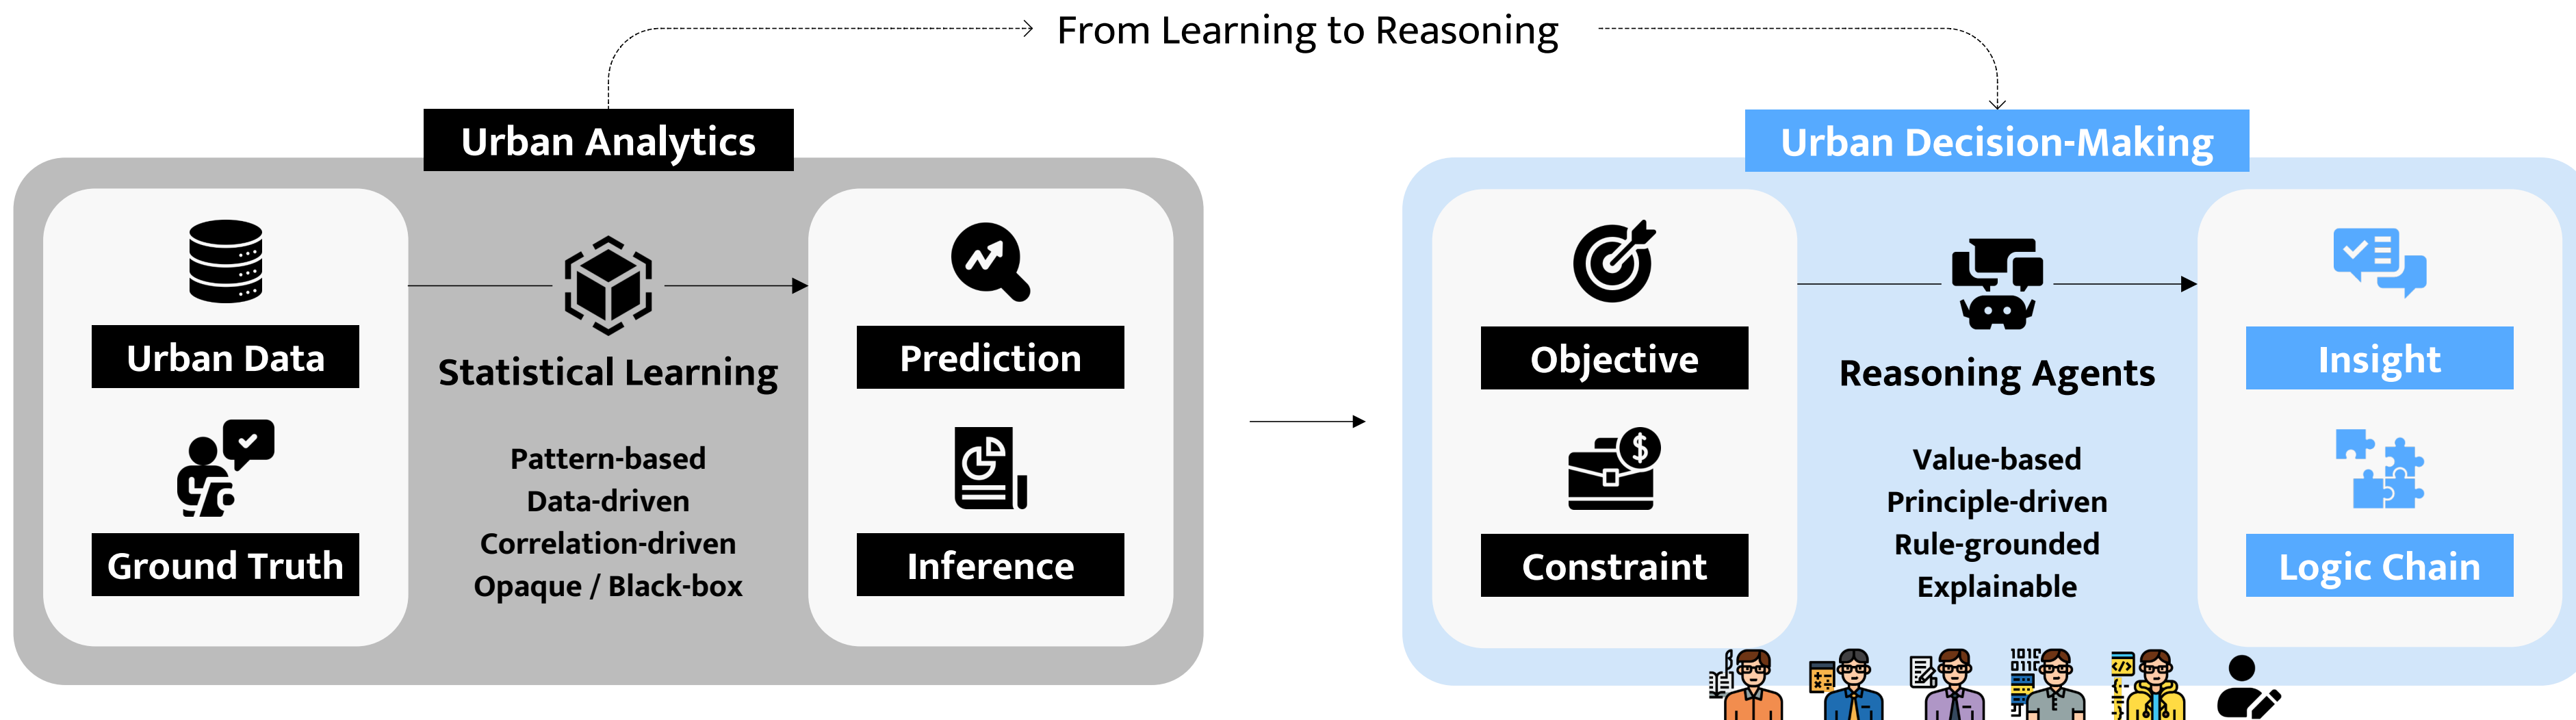 From Learning to Reasoning
Urban Analytics
Urban Data
Ground Truth
Statistical Learning
Pattern-based
Data-driven
Correlation-driven
Opaque / Black-box
Prediction
Inference
Urban Decision-Making
Objective
$
Constraint
Reasoning Agents
Value-based
Principle-driven
Rule-grounded
Explainable
Insight
Logic Chain